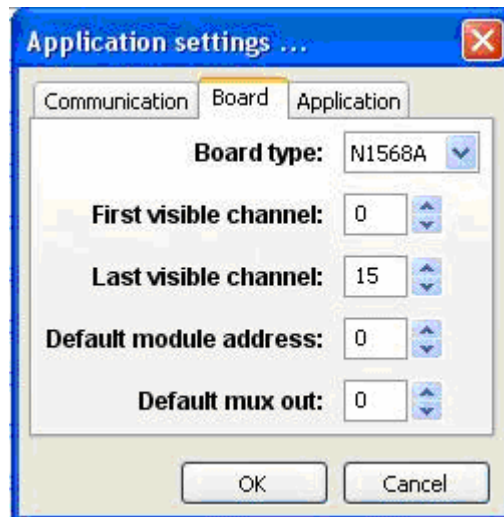 Application settings ...
Communication Board Application
Board type: N1568A
First visible channel: 0
Last visible channel: 15
Default module address: 0
Default mux out: 0
OK Cancel